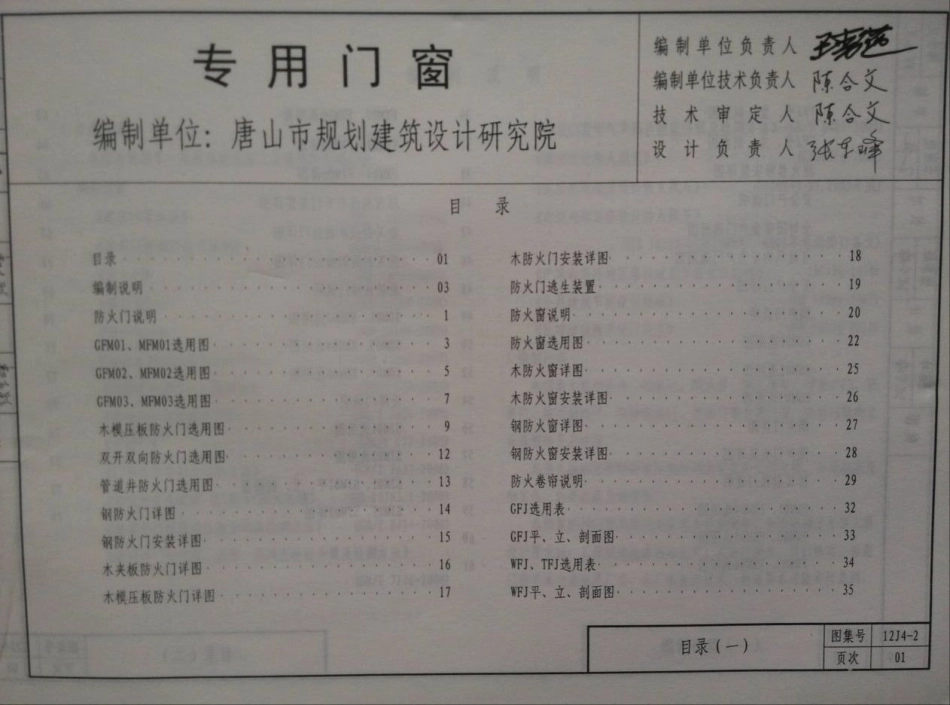 专用门窗
编制单位：唐山市规划建筑设计研究院
编制单位负责人
编制单位技术负责人 陈合文
技术审定人 陈合文
设计负责人
目录
目录 01
编制说明 03
防火门说明 1
GFM01、MFM01选用图 3
GFM02、MFM02选用图 5
GFM03、MFM03选用图 7
木模压板防火门选用图 9
双开双向防火门选用图 12
管道井防火门选用图 13
钢防火门详图 14
钢防火门安装详图 15
木夹板防火门详图 16
木模压板防火门详图 17
木防火门安装详图 18
防火门逃生装置 19
防火窗说明 20
防火窗选用图 22
木防火窗详图 25
木防火窗安装详图 26
钢防火窗详图 27
钢防火窗安装详图 28
防火卷帘说明 29
GFJ选用表 32
GFJ平、立、剖面图 33
WFJ、TFJ选用表 34
WFJ平、立、剖面图 35
目录（一）
图集号 12J4-2
页次 01